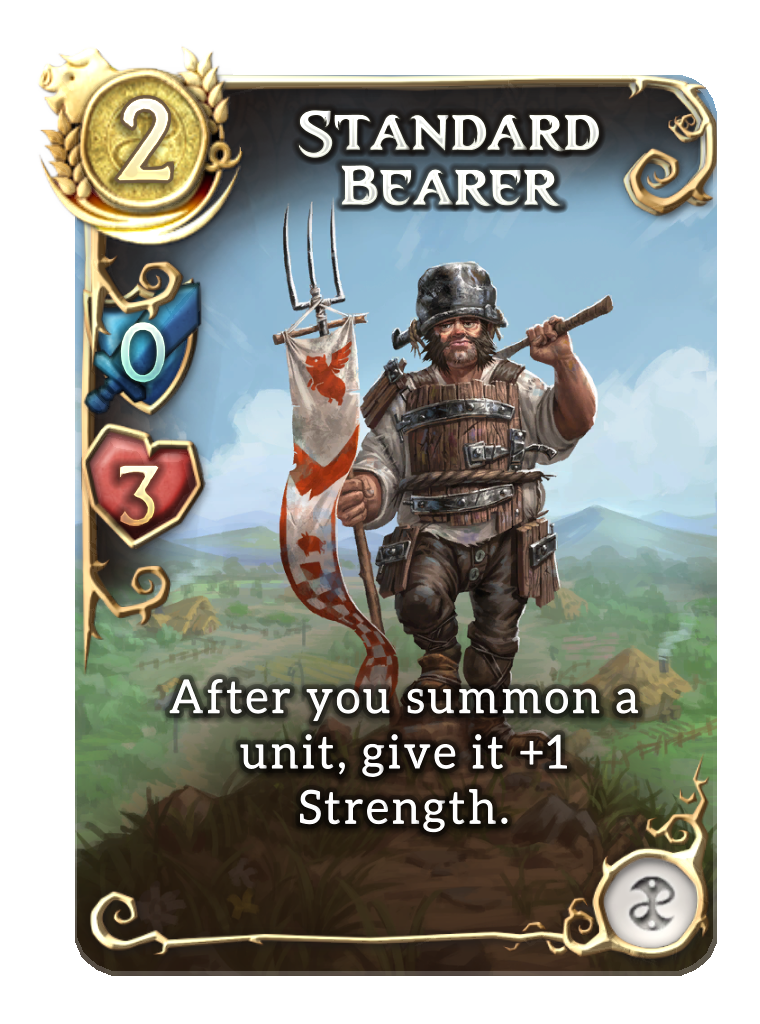 2
STANDARD
BEARER
0
3
After you summon a
unit, give it +1
Strength.